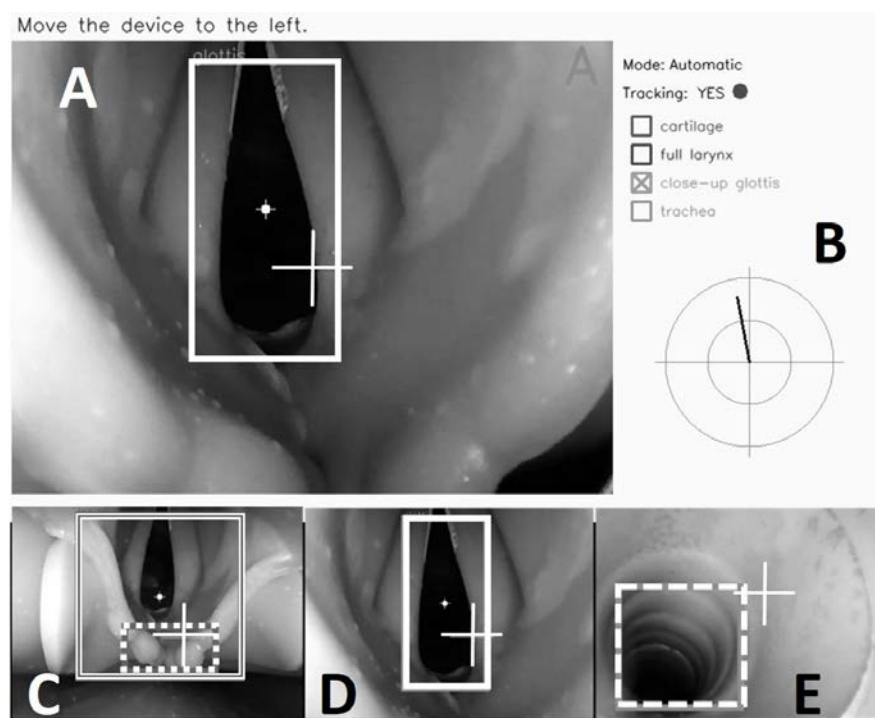 Move the device to the left.
glottis
A
A
Mode: Automatic
Tracking: YES
cartilage
full larynx
close-up glottis
trachea
B
C
D
E